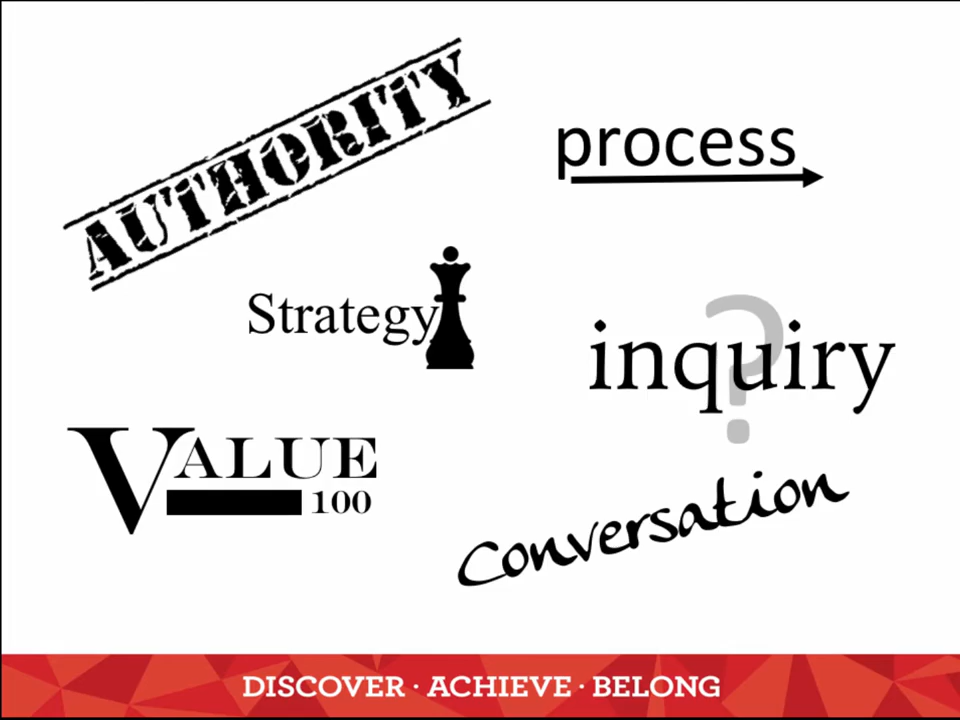 AUTHORITY
process
Strategy
inquiry
VALUE
100
Conversation
DISCOVER · ACHIEVE · BELONG